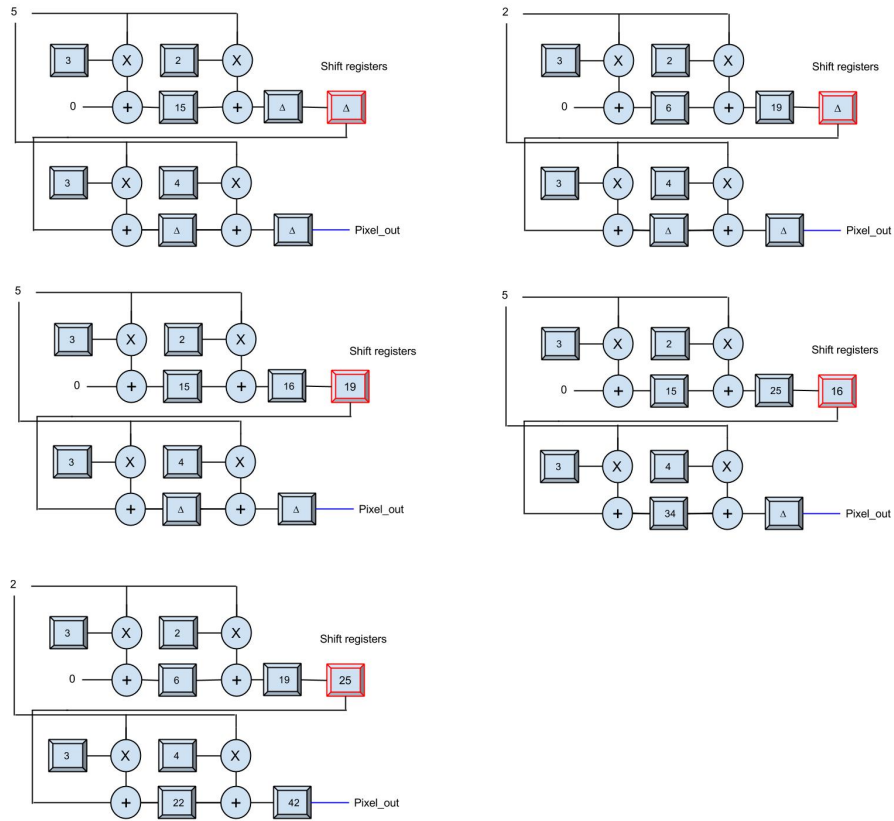 5
3 X 2 X
Shift registers
0 + 15 + Δ Δ
3 X 4 X
+ Δ + Δ Pixel_out
2
3 X 2 X
Shift registers
0 + 6 + 19 Δ
3 X 4 X
+ Δ + Δ Pixel_out
5
3 X 2 X
Shift registers
0 + 15 + 16 19
3 X 4 X
+ Δ + Δ Pixel_out
5
3 X 2 X
Shift registers
0 + 15 + 25 16
3 X 4 X
+ 34 + Δ Pixel_out
2
3 X 2 X
Shift registers
0 + 6 + 19 25
3 X 4 X
+ 22 + 42 Pixel_out